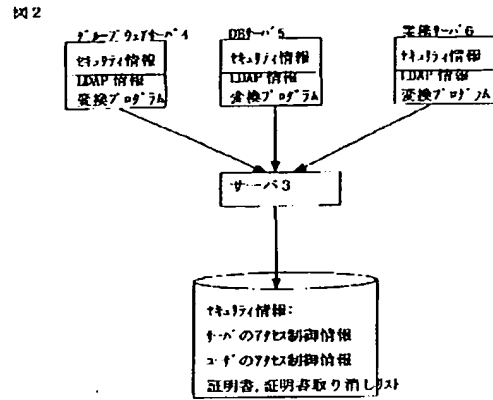 図2
グループウェアサーバ4
セキュリティ情報
LDAP情報
変換プログラム
DBサーバ5
セキュリティ情報
LDAP情報
変換プログラム
業務サーバ6
セキュリティ情報
LDAP情報
変換プログラム
サーバ3
セキュリティ情報:
サーバのアクセス制御情報
ユーザのアクセス制御情報
証明書,証明書取り消しリスト